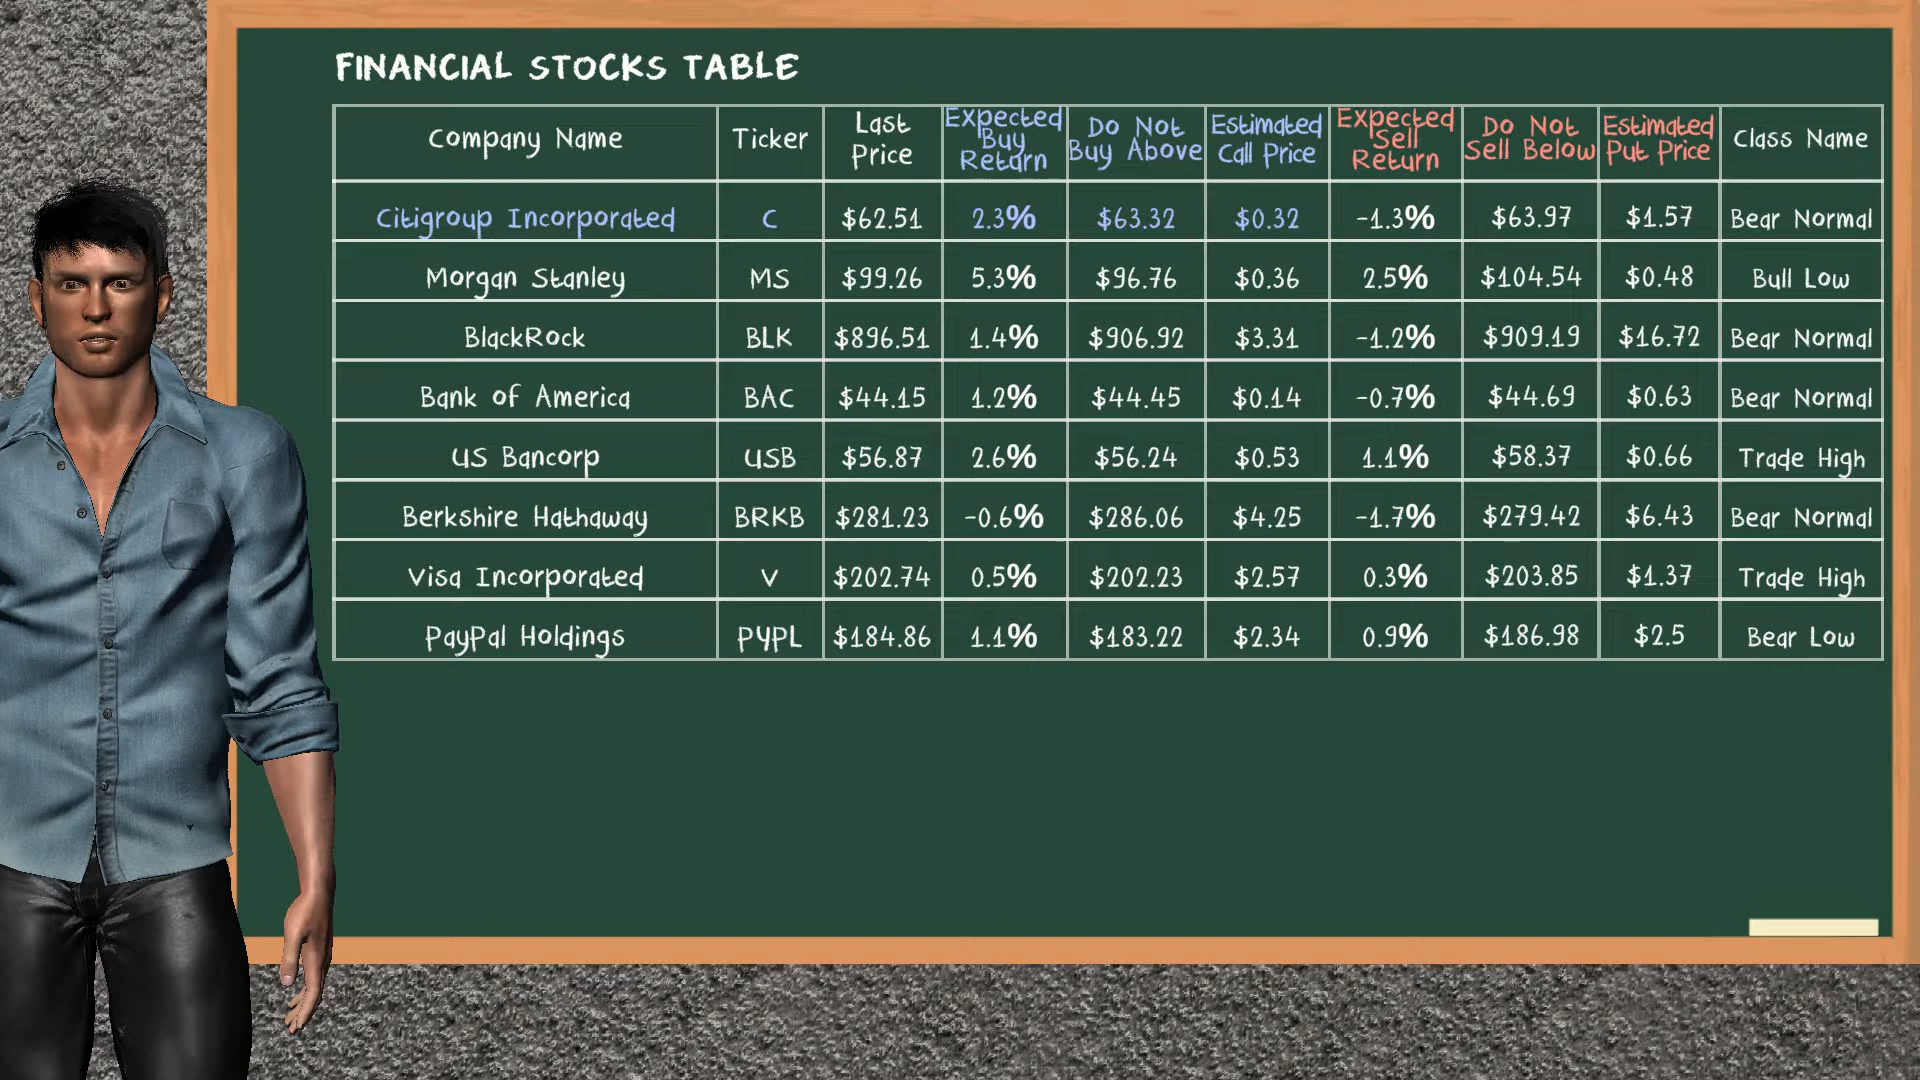 FINANCIAL STOCKS TABLE
Company Name Ticker Last Price Expected Buy Return Do Not Buy Above Estimated Call Price Expected Sell Return Do Not Sell Below Estimated Put Price Class Name
Citigroup Incorporated C $62.51 2.3% $63.32 $0.32 -1.3% $63.97 $1.57 Bear Normal
Morgan Stanley MS $99.26 5.3% $96.76 $0.36 2.5% $104.54 $0.48 Bull Low
BlackRock BLK $896.51 1.4% $906.92 $3.31 -1.2% $909.19 $16.72 Bear Normal
Bank of America BAC $44.15 1.2% $44.45 $0.14 -0.7% $44.69 $0.63 Bear Normal
US Bancorp USB $56.87 2.6% $56.24 $0.53 1.1% $58.37 $0.66 Trade High
Berkshire Hathaway BRKB $281.23 -0.6% $286.06 $4.25 -1.7% $279.42 $6.43 Bear Normal
Visa Incorporated V $202.74 0.5% $202.23 $2.57 0.3% $203.85 $1.37 Trade High
PayPal Holdings PYPL $184.86 1.1% $183.22 $2.34 0.9% $186.98 $2.5 Bear Low